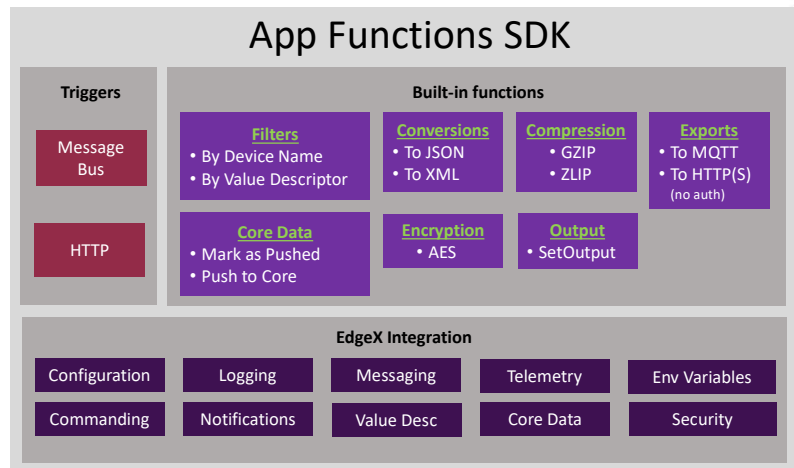 App Functions SDK
Triggers
Message
Bus
HTTP
Built-in functions
Filters
• By Device Name
• By Value Descriptor
Conversions
• To JSON
• To XML
Compression
• GZIP
• ZLIP
Exports
• To MQTT
• To HTTP(S)
(no auth)
Core Data
• Mark as Pushed
• Push to Core
Encryption
• AES
Output
• SetOutput
EdgeX Integration
Configuration
Logging
Messaging
Telemetry
Env Variables
Commanding
Notifications
Value Desc
Core Data
Security